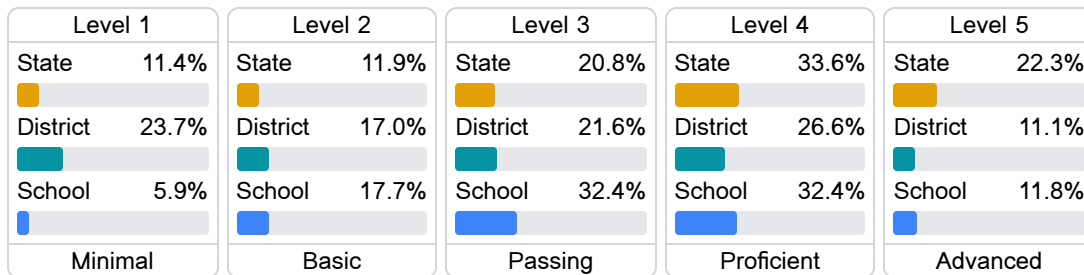 Level 1
State 11.4%
District 23.7%
School 5.9%
Minimal
Level 2
State 11.9%
District 17.0%
School 17.7%
Basic
Level 3
State 20.8%
District 21.6%
School 32.4%
Passing
Level 4
State 33.6%
District 26.6%
School 32.4%
Proficient
Level 5
State 22.3%
District 11.1%
School 11.8%
Advanced